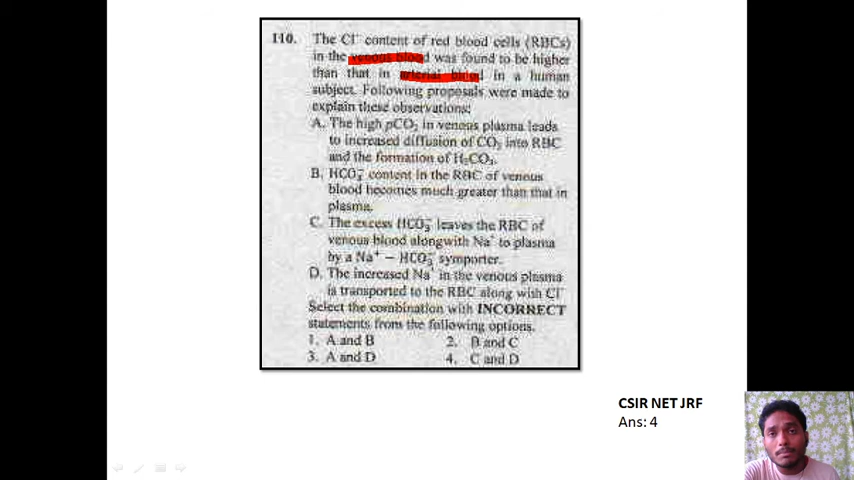 110. The Cl⁻ content of red blood cells (RBCs)
in the venous blood was found to be higher
than that in arterial blood in a human
subject. Following proposals were made to
explain these observations:
A. The high pCO₂ in venous plasma leads
to increased diffusion of CO₂ into RBC
and the formation of H₂CO₃.
B. HCO₃⁻ content in the RBC of venous
blood becomes much greater than that in
plasma.
C. The excess HCO₃⁻ leaves the RBC of
venous blood alongwith Na⁺ to plasma
by a Na⁺ – HCO₃⁻ symporter.
D. The increased Na⁺ in the venous plasma
is transported to the RBC along with Cl⁻
Select the combination with INCORRECT
statements from the following options.
1. A and B 2. B and C
3. A and D 4. C and D
CSIR NET JRF
Ans: 4